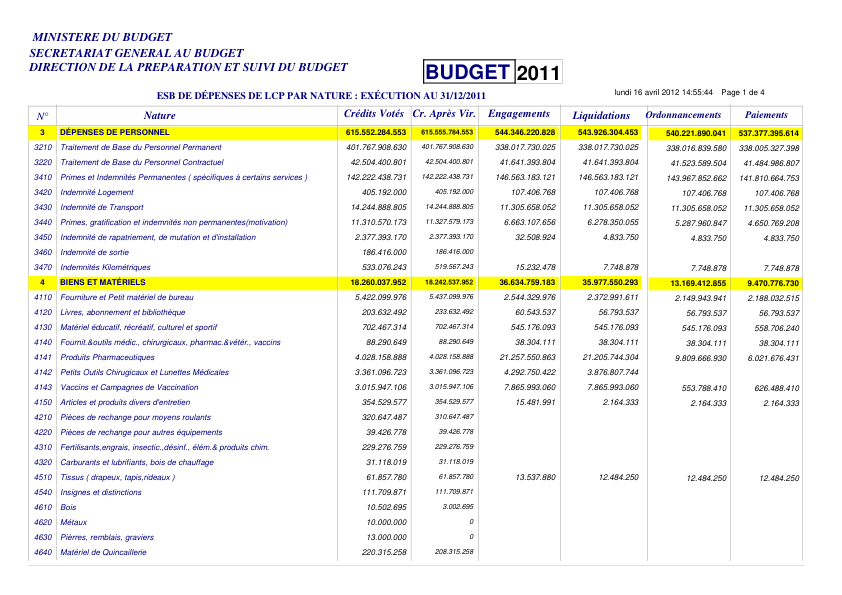 MINISTERE DU BUDGET
SECRETARIAT GENERAL AU BUDGET
DIRECTION DE LA PREPARATION ET SUIVI DU BUDGET
BUDGET 2011
ESB DE DÉPENSES DE LCP PAR NATURE : EXÉCUTION AU 31/12/2011
lundi 16 avril 2012 14:55:44 Page 1 de 4
N° Nature Crédits Votés Cr. Après Vir. Engagements Liquidations Ordonnancements Paiements
3 DÉPENSES DE PERSONNEL 615.552.284.553 615.555.784.553 544.346.220.828 543.926.304.453 540.221.890.041 537.377.395.614
3210 Traitement de Base du Personnel Permanent 401.767.908.630 401.767.908.630 338.017.730.025 338.017.730.025 338.016.839.580 338.005.327.398
3220 Traitement de Base du Personnel Contractuel 42.504.400.801 42.504.400.801 41.641.393.804 41.641.393.804 41.523.589.504 41.484.986.807
3410 Primes et Indemnités Permanentes ( spècifiques à certains services ) 142.222.438.731 142.222.438.731 146.563.183.121 146.563.183.121 143.967.852.662 141.810.664.753
3420 Indemnité Logement 405.192.000 405.192.000 107.406.768 107.406.768 107.406.768 107.406.768
3430 Indemnité de Transport 14.244.888.805 14.244.888.805 11.305.658.052 11.305.658.052 11.305.658.052 11.305.658.052
3440 Primes, gratification et indemnités non permanentes(motivation) 11.310.570.173 11.327.579.173 6.663.107.656 6.278.350.055 5.287.960.847 4.650.769.208
3450 Indemnité de rapatriement, de mutation et d'installation 2.377.393.170 2.377.393.170 32.508.924 4.833.750 4.833.750 4.833.750
3460 Indemnité de sortie 186.416.000 186.416.000
3470 Indemnités Kilométriques 533.076.243 519.567.243 15.232.478 7.748.878 7.748.878 7.748.878
4 BIENS ET MATÉRIELS 18.260.037.952 18.242.537.952 36.634.759.183 35.977.550.293 13.169.412.855 9.470.776.730
4110 Fourniture et Petit matériel de bureau 5.422.099.976 5.437.099.976 2.544.329.976 2.372.991.611 2.149.943.941 2.188.032.515
4120 Livres, abonnement et bibliothèque 203.632.492 233.632.492 60.543.537 56.793.537 56.793.537 56.793.537
4130 Matériel éducatif, récréatif, culturel et sportif 702.467.314 702.467.314 545.176.093 545.176.093 545.176.093 558.706.240
4140 Fournit.&outils médic., chirurgicaux, pharmac.&vétér., vaccins 88.290.649 88.290.649 38.304.111 38.304.111 38.304.111 38.304.111
4141 Produits Pharmaceutiques 4.028.158.888 4.028.158.888 21.257.550.863 21.205.744.304 9.809.666.930 6.021.676.431
4142 Petits Outils Chirugicaux et Lunettes Médicales 3.361.096.723 3.361.096.723 4.292.750.422 3.876.807.744
4143 Vaccins et Campagnes de Vaccination 3.015.947.106 3.015.947.106 7.865.993.060 7.865.993.060 553.788.410 626.488.410
4150 Articles et produits divers d'entretien 354.529.577 354.529.577 15.481.991 2.164.333 2.164.333 2.164.333
4210 Pièces de rechange pour moyens roulants 320.647.487 310.647.487
4220 Pièces de rechange pour autres équipements 39.426.778 39.426.778
4310 Fertilisants,engrais, insectic.,désinf., élém.& produits chim. 229.276.759 229.276.759
4320 Carburants et lubrifiants, bois de chauffage 31.118.019 31.118.019
4510 Tissus ( drapeux, tapis,rideaux ) 61.857.780 61.857.780 13.537.880 12.484.250 12.484.250 12.484.250
4540 Insignes et distinctions 111.709.871 111.709.871
4610 Bois 10.502.695 3.002.695
4620 Métaux 10.000.000 0
4630 Pièrres, remblais, graviers 13.000.000 0
4640 Matériel de Quincaillerie 220.315.258 208.315.258